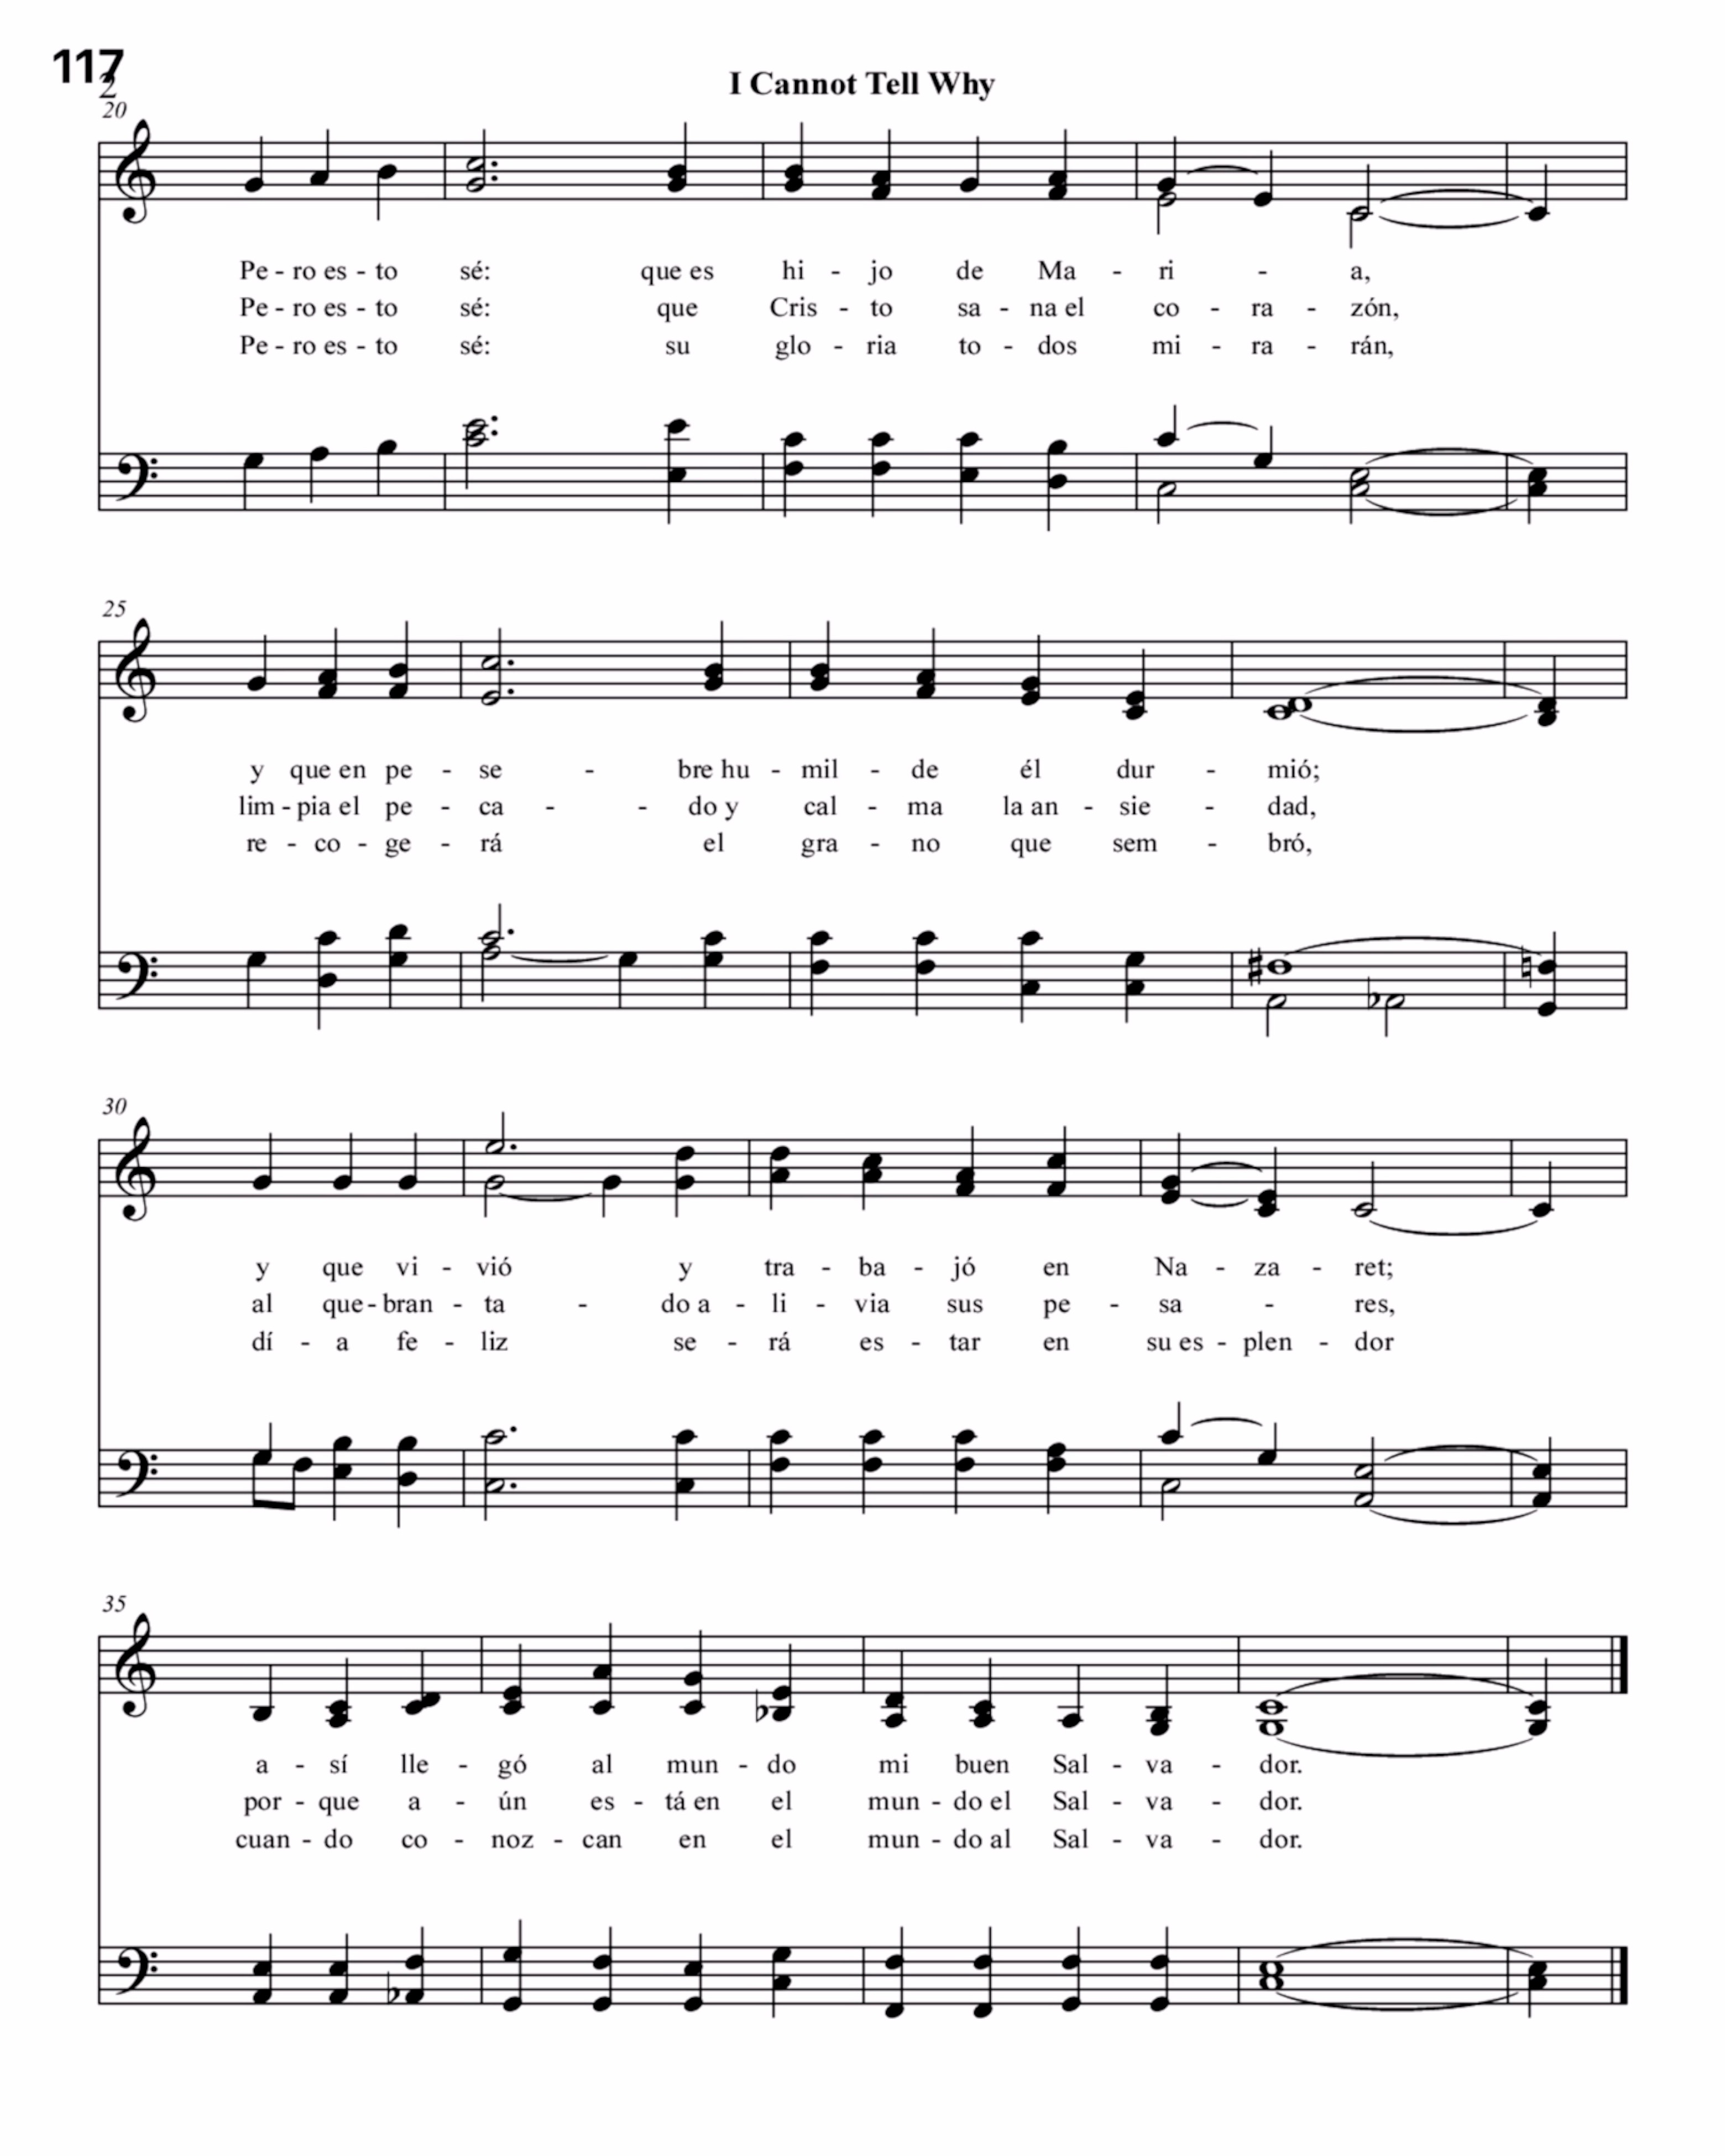 117
2
I Cannot Tell Why
20
Pe - ro es - to sé: que es hi - jo de Ma - ri - a,
Pe - ro es - to sé: que Cris - to sa - na el co - ra - zón,
Pe - ro es - to sé: su glo - ria to - dos mi - ra - rán,
25
y que en pe - se - bre hu - mil - de él dur - mió;
lim - pia el pe - ca - - do y cal - ma la an - sie - dad,
re - co - ge - rá el gra - no que sem - bró,
30
y que vi - vió y tra - ba - jó en Na - za - ret;
al que - bran - ta - do a - li - via sus pe - sa - res,
dí - a fe - liz se - rá es - tar en su es - plen - dor
35
a - sí lle - gó al mun - do mi buen Sal - va - dor.
por - que a - ún es - tá en el mun - do el Sal - va - dor.
cuan - do co - noz - can en el mun - do al Sal - va - dor.